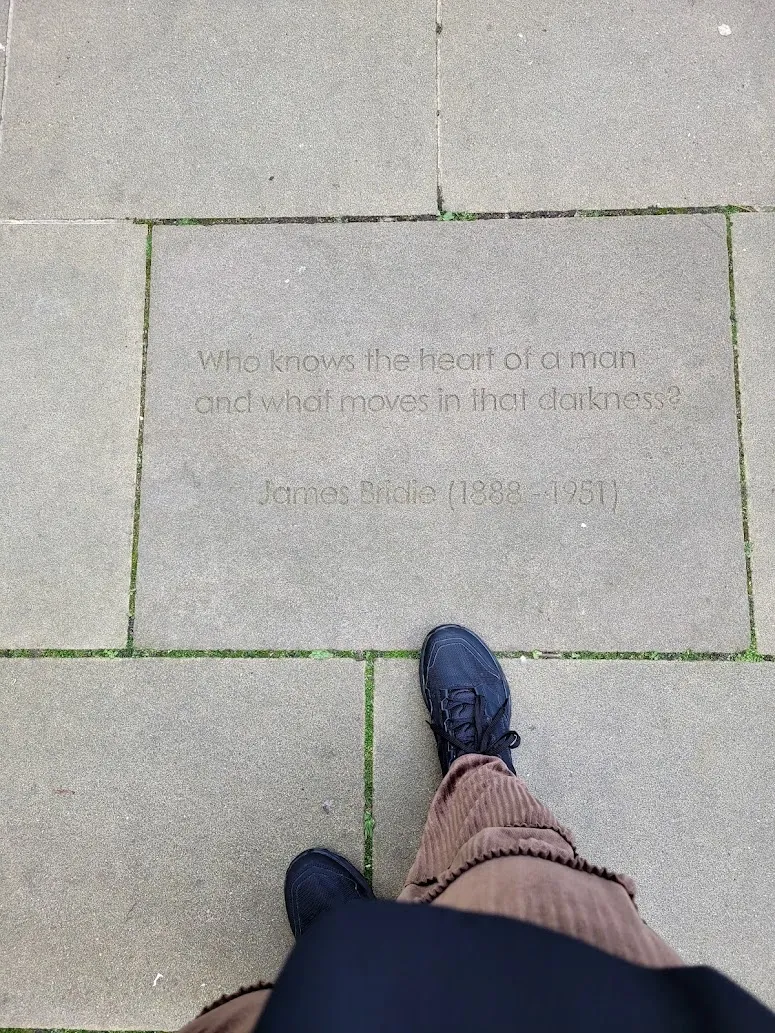 Who knows the heart of a man
and what moves in that darkness?
James Bridie (1888 - 1951)